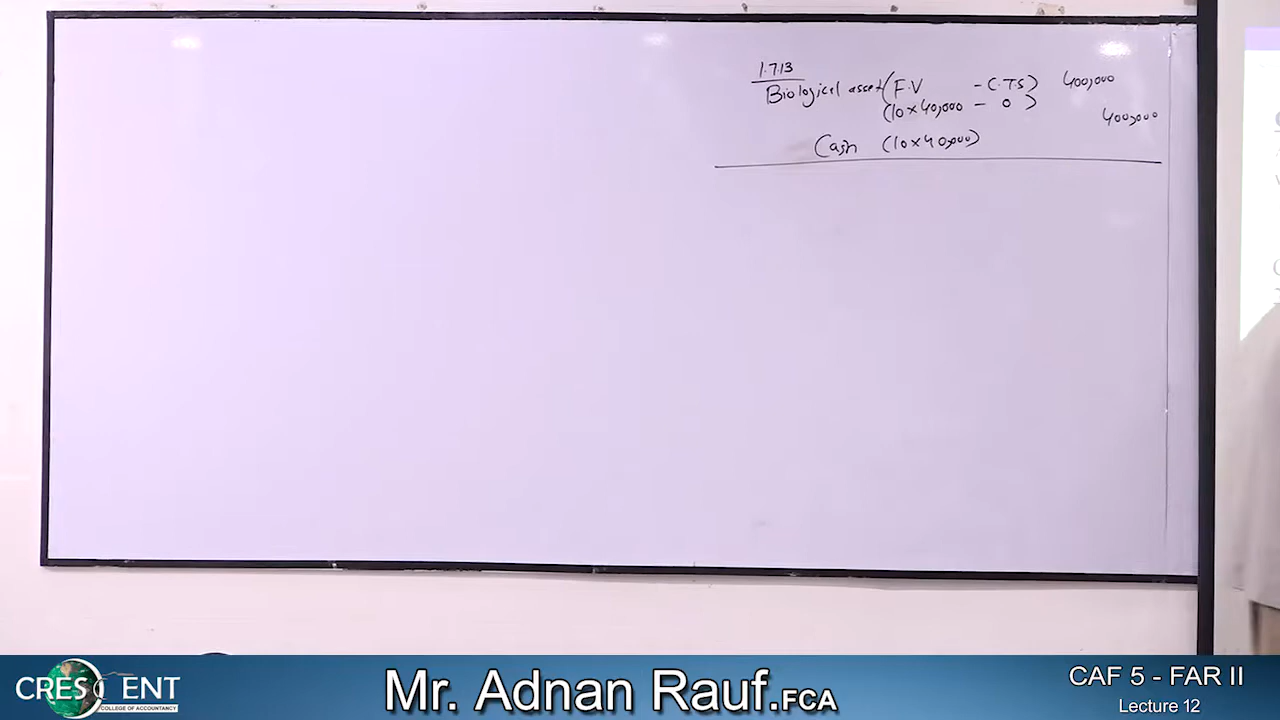 1.7.13
Biological asset (F.V - C.T.S) 400,000
(10 x 40,000 - 0)
400,000
Cash (10 x 40,000)
CRESCENT
COLLEGE OF ACCOUNTANCY
Mr. Adnan Rauf.FCA
CAF 5 - FAR II
Lecture 12